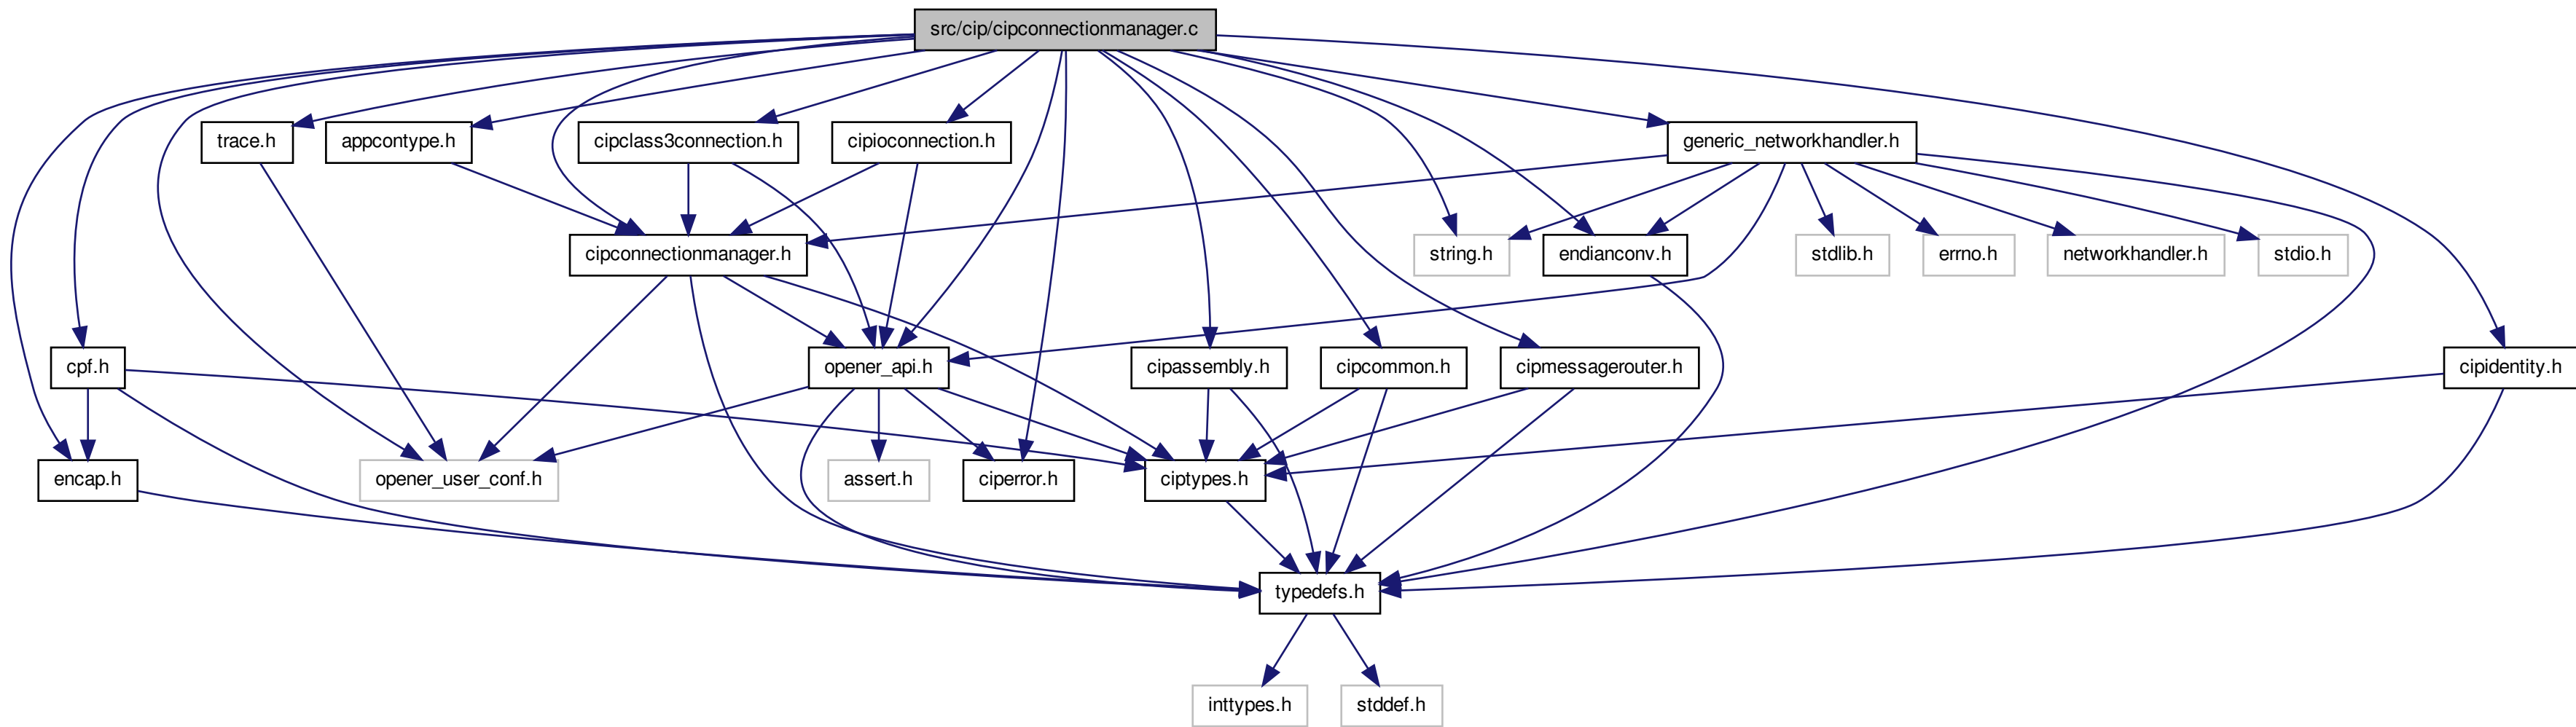 src/cip/cipconnectionmanager.c
trace.h
appcontype.h
cipclass3connection.h
cipioconnection.h
generic_networkhandler.h
cipconnectionmanager.h
string.h
endianconv.h
stdlib.h
errno.h
networkhandler.h
stdio.h
cpf.h
opener_api.h
cipassembly.h
cipcommon.h
cipmessagerouter.h
cipidentity.h
encap.h
opener_user_conf.h
assert.h
ciperror.h
ciptypes.h
typedefs.h
inttypes.h
stddef.h